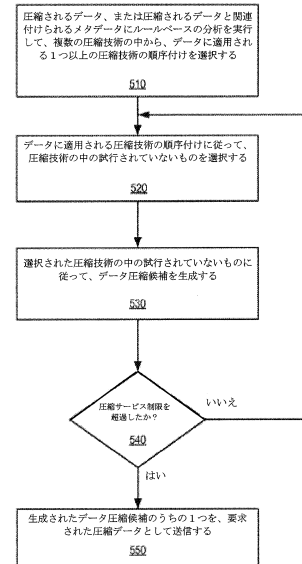 圧縮されるデータ、または圧縮されるデータと関連
付けられるメタデータにルールベースの分析を実行
して、複数の圧縮技術の中から、データに適用され
る1つ以上の圧縮技術の順序付けを選択する
510
データに適用される圧縮技術の順序付けに従って、
圧縮技術の中の試行されていないものを選択する
520
選択された圧縮技術の中の試行されていないものに
従って、データ圧縮候補を生成する
530
圧縮サービス制限を
超過したか？
540
いいえ
はい
生成されたデータ圧縮候補のうちの1つを、要求
された圧縮データとして送信する
550